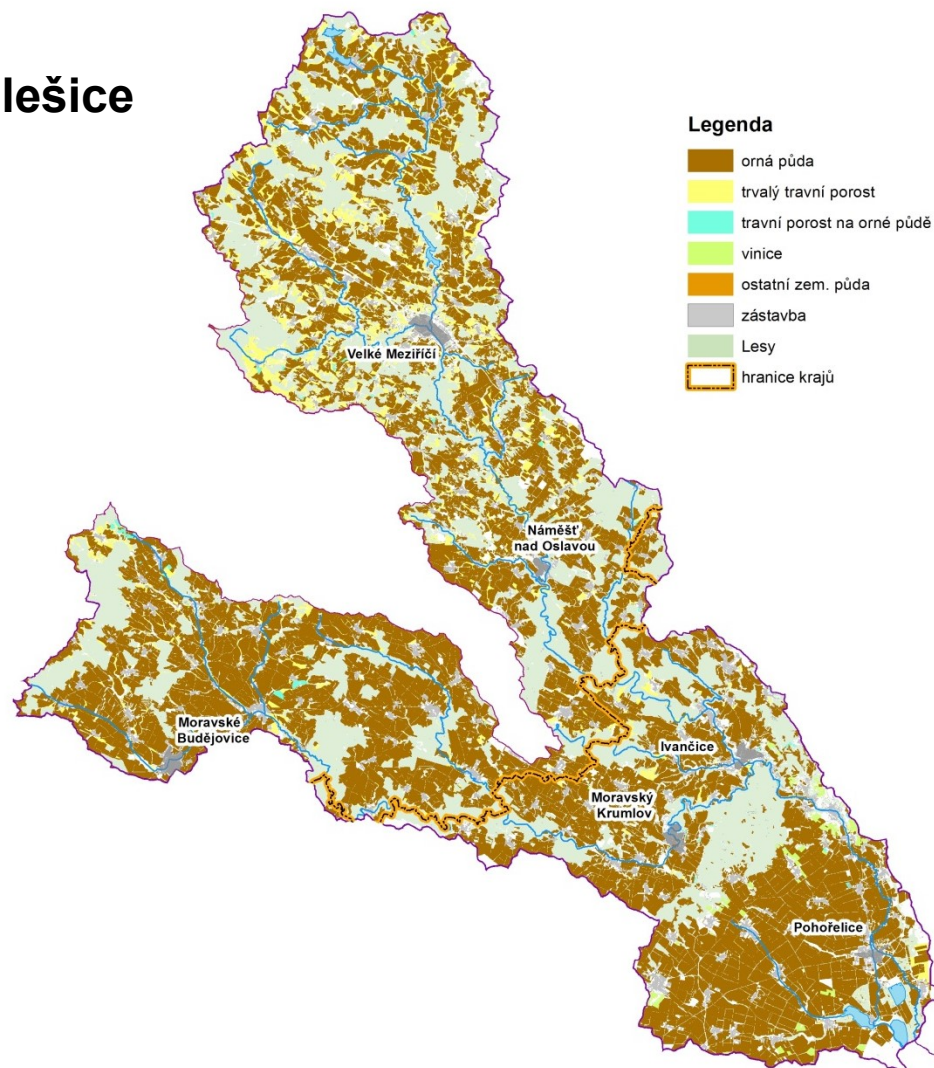 lešice
Legenda
orná půda
trvalý travní porost
travní porost na orné půdě
vinice
ostatní zem. půda
zástavba
Lesy
hranice krajů
Velké Meziříčí
Náměšť
nad Oslavou
Moravské
Budějovice
Ivančice
Moravský
Krumlov
Pohořelice